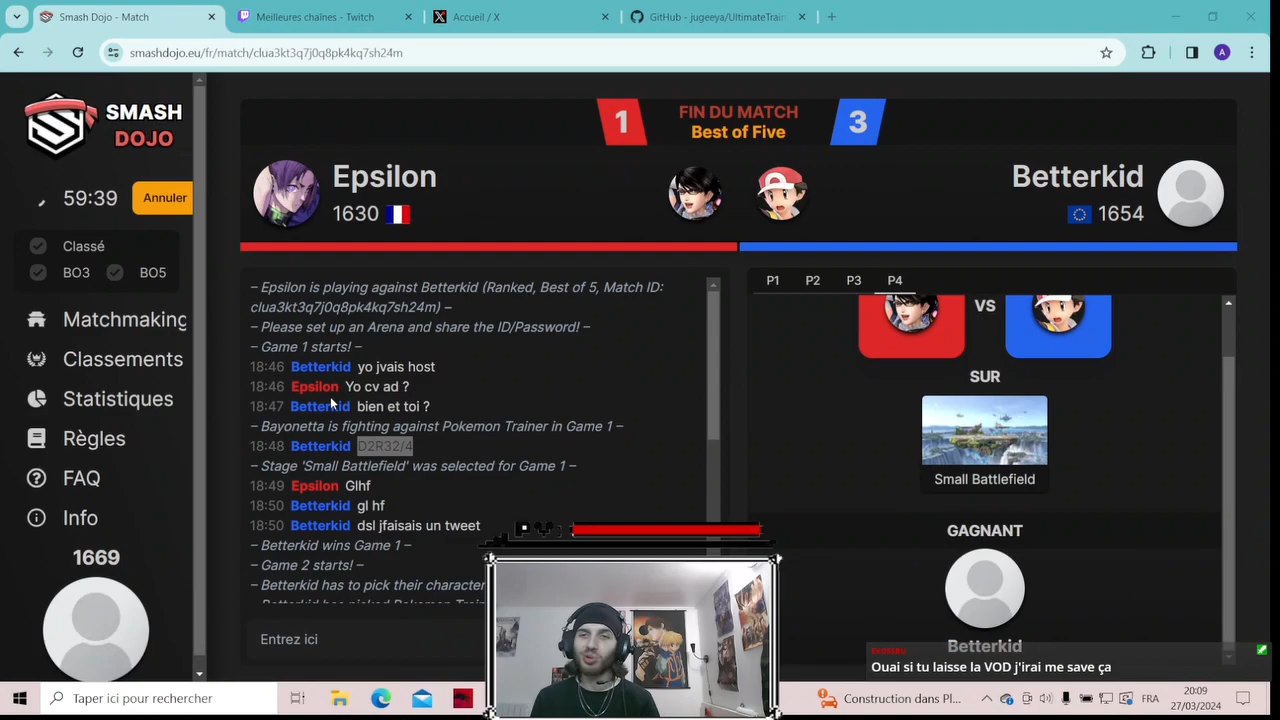 Smash Dojo - Match
Meilleures chaînes - Twitch
Accueil / X
GitHub - jugeeya/UltimateTrain
smashdojo.eu/fr/match/clua3kt3q7j0q8pk4kq7sh24m
A
SMASH
DOJO
59:39
Annuler
Classé
BO3
BO5
Matchmaking
Classements
Statistiques
Règles
FAQ
Info
1669
1
FIN DU MATCH
Best of Five
3
Epsilon
1630
Betterkid
1654
– Epsilon is playing against Betterkid (Ranked, Best of 5, Match ID:
clua3kt3q7j0q8pk4kq7sh24m) –
– Please set up an Arena and share the ID/Password! –
– Game 1 starts! –
18:46 Betterkid yo jvais host
18:46 Epsilon Yo cv ad ?
18:47 Betterkid bien et toi ?
– Bayonetta is fighting against Pokemon Trainer in Game 1 –
18:48 Betterkid D2R32/4
– Stage 'Small Battlefield' was selected for Game 1 –
18:49 Epsilon Glhf
18:50 Betterkid gl hf
18:50 Betterkid dsl jfaisais un tweet
– Betterkid wins Game 1 –
– Game 2 starts! –
– Betterkid has to pick their character
– Betterkid has picked Pokemon Train
Entrez ici
P1 P2 P3 P4
VS
SUR
Small Battlefield
GAGNANT
Betterkid
PV:
Ouai si tu laisse la VOD j'irai me save ça
Taper ici pour rechercher
Construction dans Pl...
FRA
20:09
27/03/2024